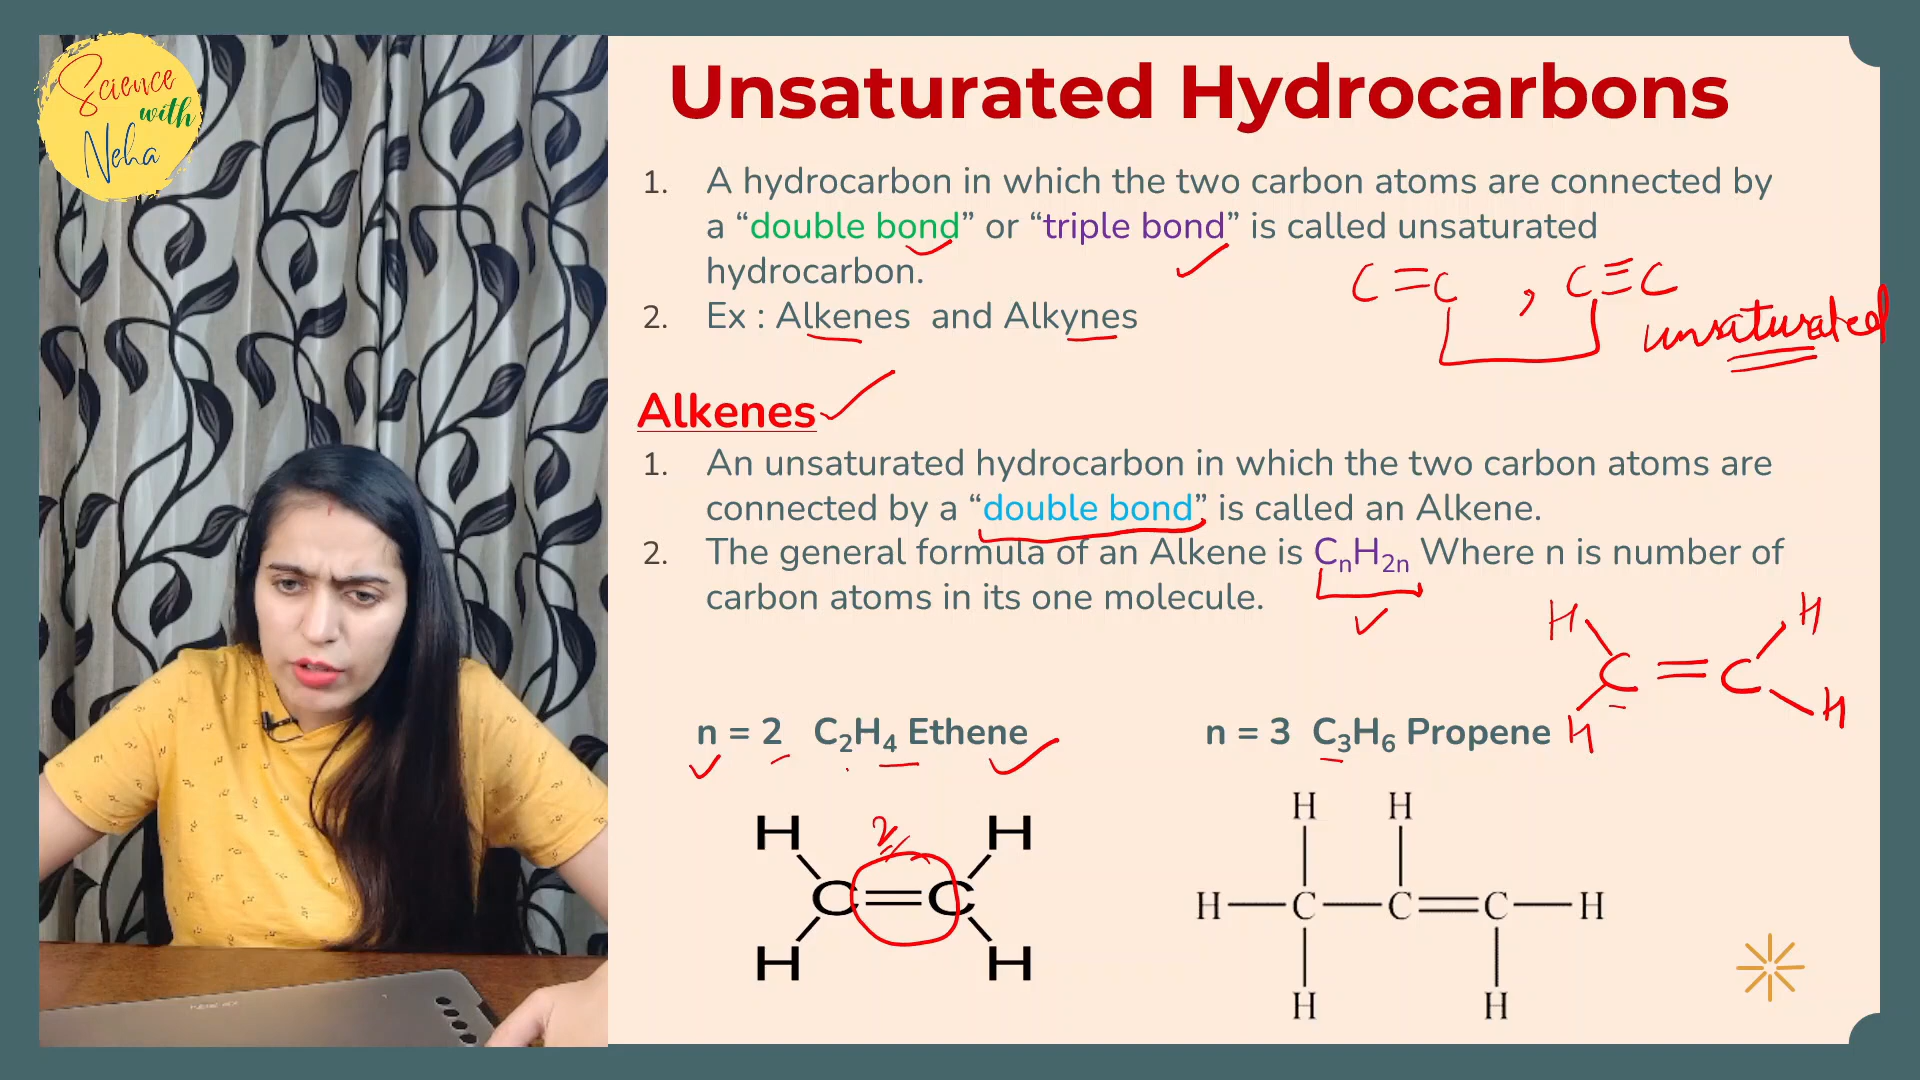 Science
with
Neha
Unsaturated Hydrocarbons
1. A hydrocarbon in which the two carbon atoms are connected by
a “double bond” or “triple bond” is called unsaturated
hydrocarbon.
C = C , C ≡ C
unsaturated
2. Ex : Alkenes and Alkynes
Alkenes
1. An unsaturated hydrocarbon in which the two carbon atoms are
connected by a “double bond” is called an Alkene.
2. The general formula of an Alkene is CnH2n Where n is number of
carbon atoms in its one molecule.
H H
C = C
H H
n = 2 C2H4 Ethene
n = 3 C3H6 Propene
2
H H
C=C
H H
H H
H—C—C=C—H
H H